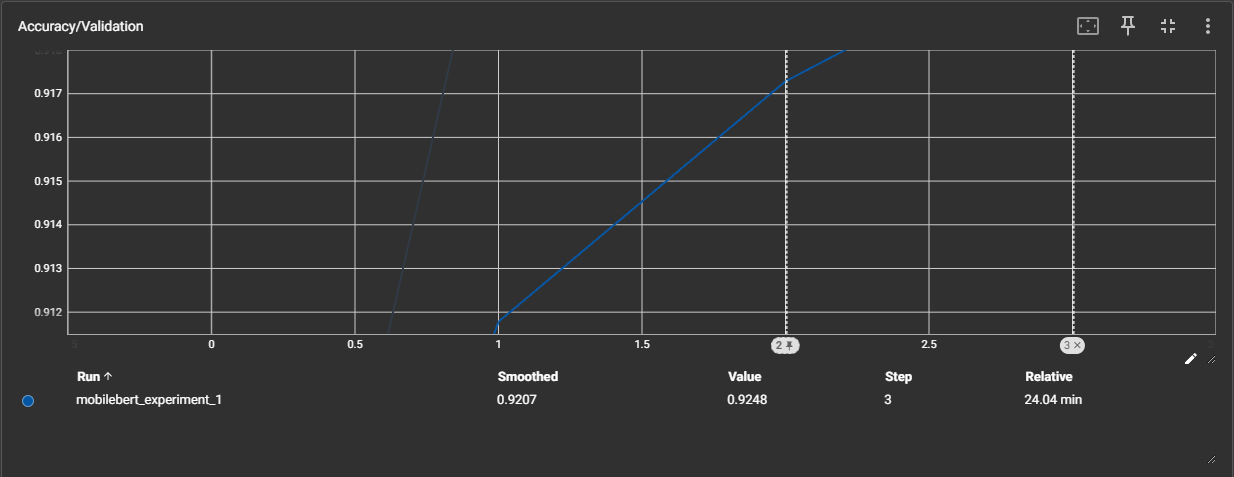 Accuracy/Validation
0.917
0.916
0.915
0.914
0.913
0.912
0 0.5 1 1.5 2 2.5 3
Run Smoothed Value Step Relative
mobilebert_experiment_1 0.9207 0.9248 3 24.04 min